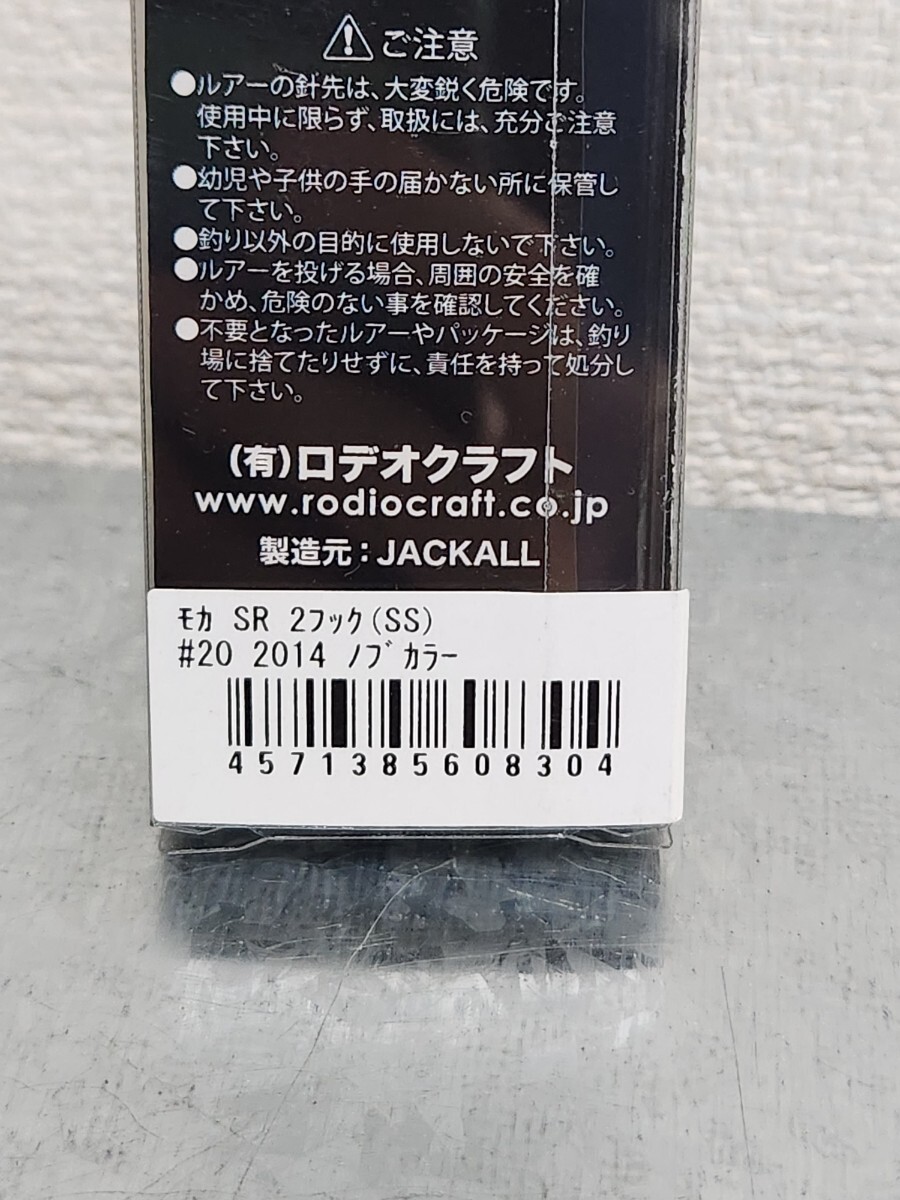 ⚠ご注意
●ルアーの針先は、大変鋭く危険です。
使用中に限らず、取扱には、充分ご注意
下さい。
●幼児や子供の手の届かない所に保管し
て下さい。
●釣り以外の目的に使用しないで下さい。
●ルアーを投げる場合、周囲の安全を確
かめ、危険のない事を確認してください。
●不要となったルアーやパッケージは、釣り
場に捨てたりせずに、責任を持って処分し
て下さい。
(有)ロデオクラフト
www.rodiocraft.co.jp
製造元:JACKALL
ﾓｶ SR 2ﾌｯｸ(SS)
#20 2014 ﾉﾌﾞｶﾗｰ
4571385608304